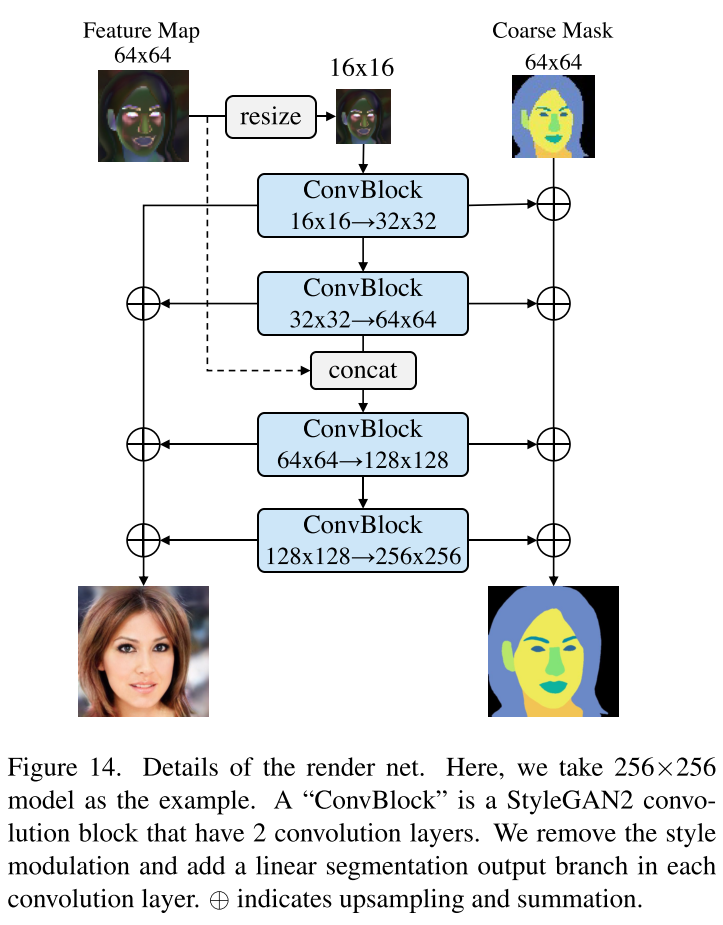 Feature Map
64x64
16x16
Coarse Mask
64x64
resize
ConvBlock
16x16→32x32
ConvBlock
32x32→64x64
concat
ConvBlock
64x64→128x128
ConvBlock
128x128→256x256
Figure 14. Details of the render net. Here, we take 256×256
model as the example. A “ConvBlock” is a StyleGAN2 convo-
lution block that have 2 convolution layers. We remove the style
modulation and add a linear segmentation output branch in each
convolution layer. ⊕ indicates upsampling and summation.